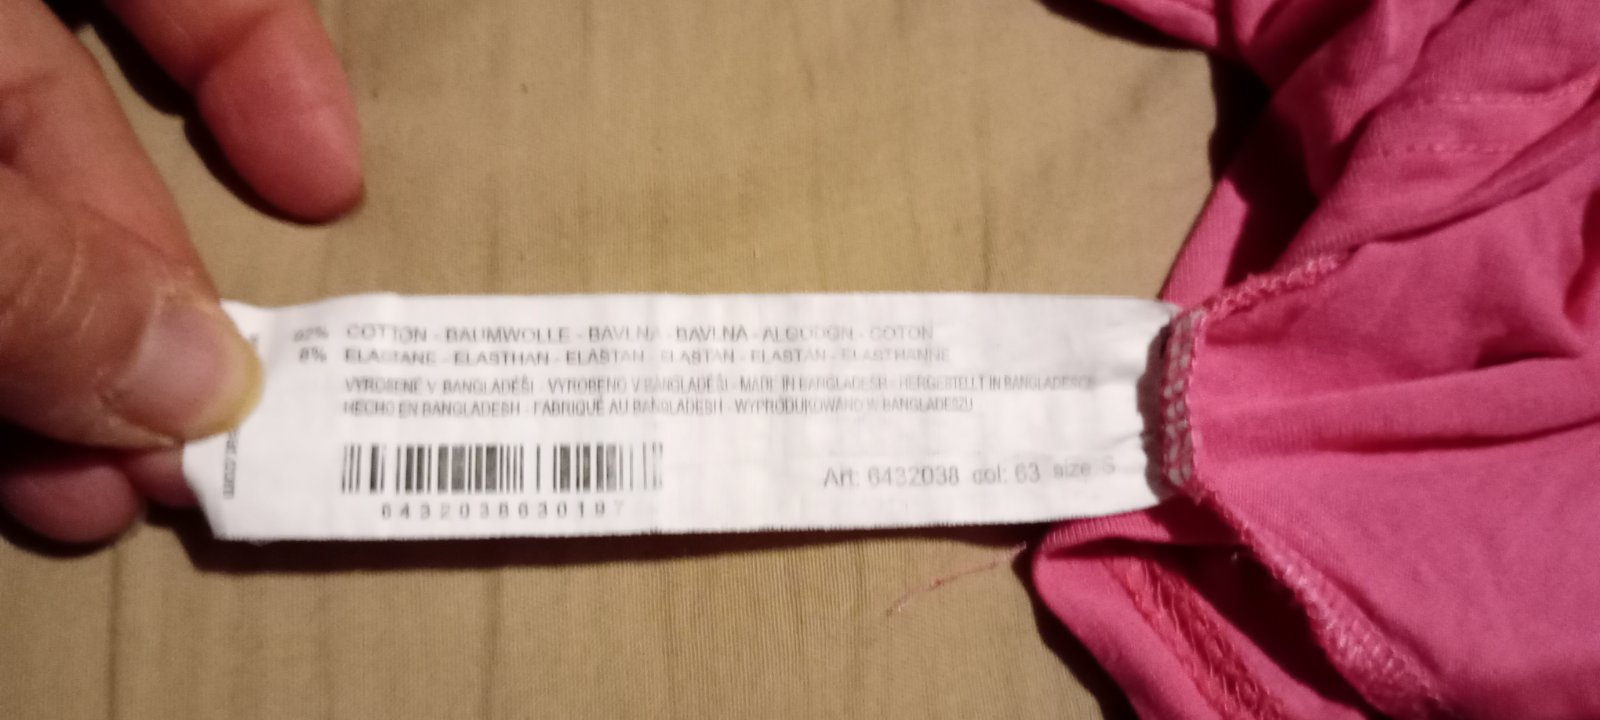 92% COTTON - BAUMWOLLE - BAVLNA - BAVLNA - ALGODON - COTON
8% ELASTANE - ELASTHAN - ELASTAN - ELASTAN - ELASTAN - ELASTHANNE
VYROBENÉ V BANGLADÉŠI - VYROBENO V BANGLADÉŠI - MADE IN BANGLADESH - HERGESTELLT IN BANGLADESCH
HECHO EN BANGLADESH - FABRIQUÉ AU BANGLADESH - WYPRODUKOWANO W BANGLADESZU
Art: 6432038 col: 63 size S
6432038630197